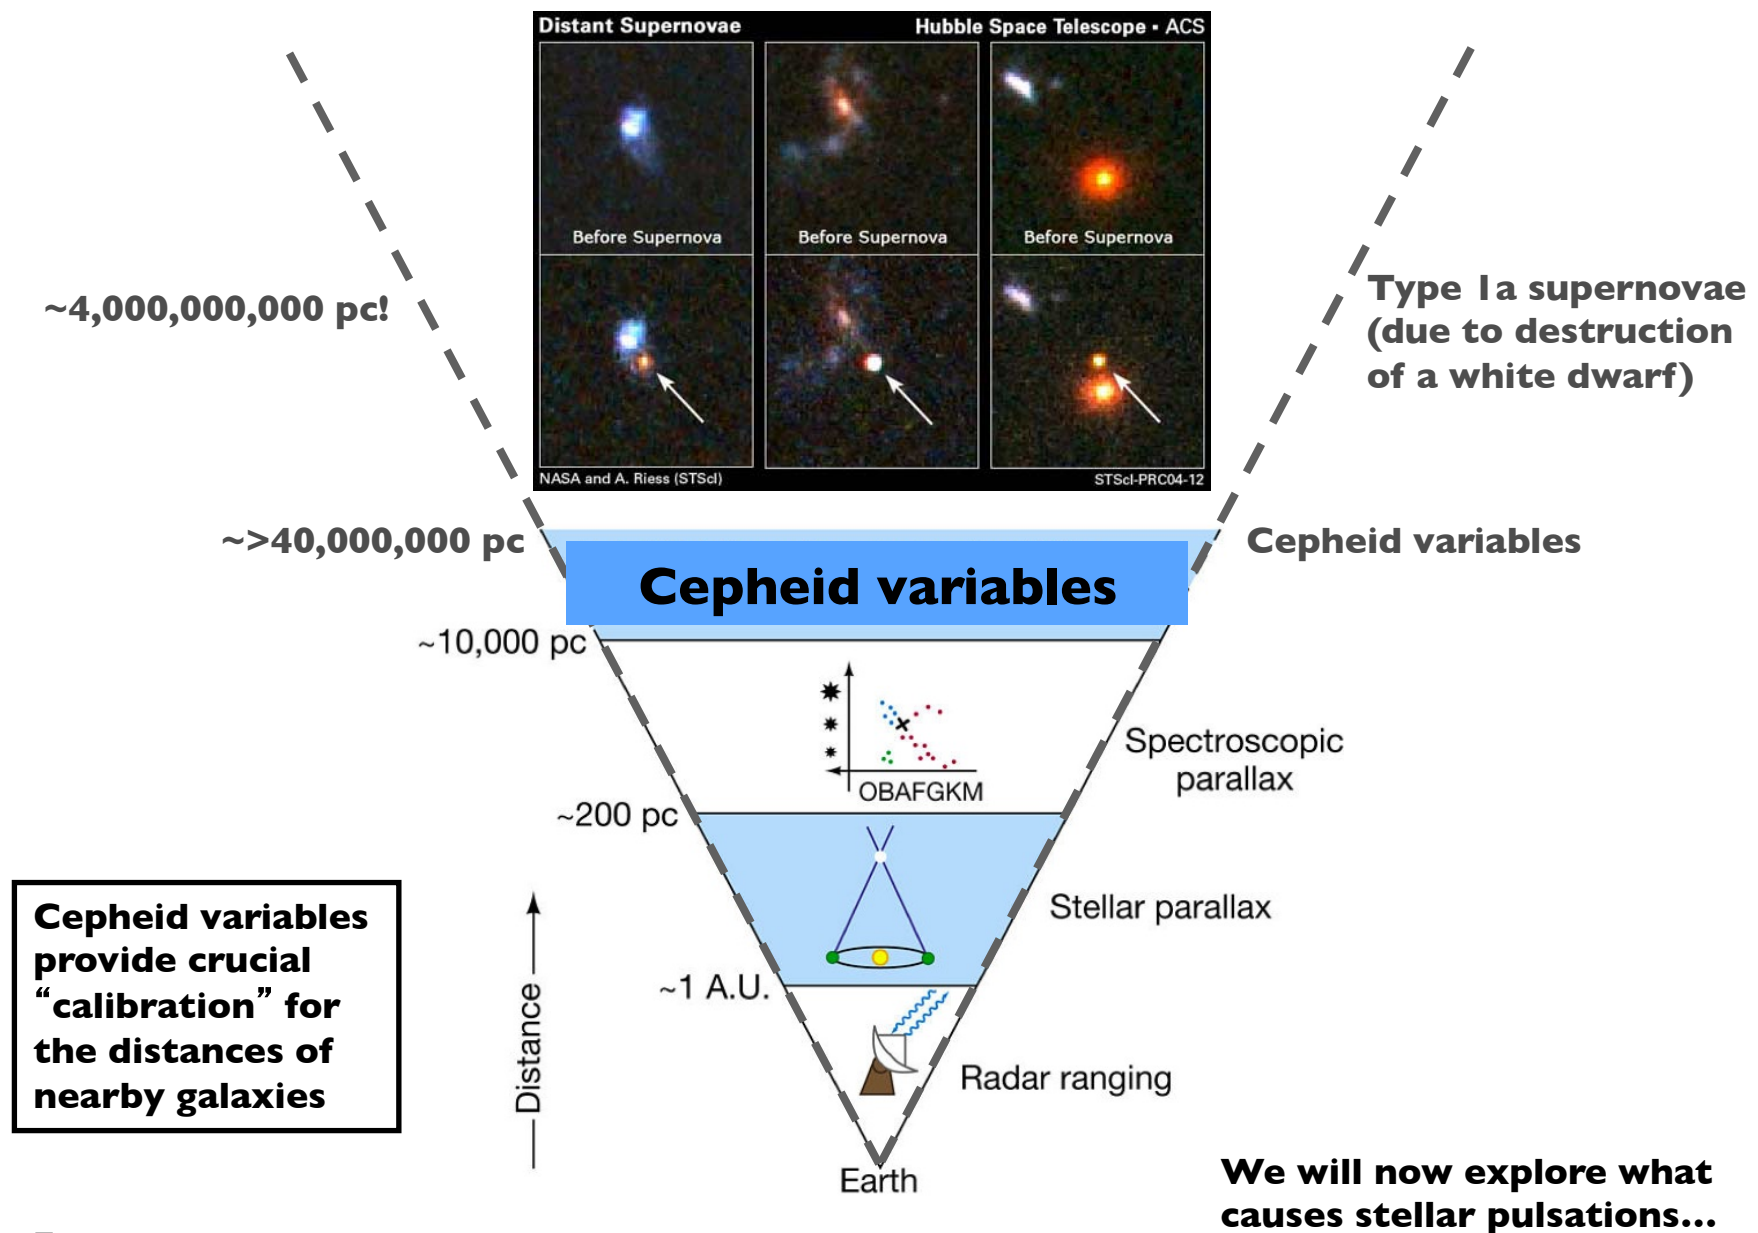 Distant Supernovae
Hubble Space Telescope • ACS
Before Supernova
Before Supernova
Before Supernova
NASA and A. Riess (STScI)
STScI-PRC04-12
~4,000,000,000 pc!
Type 1a supernovae
(due to destruction
of a white dwarf)
~>40,000,000 pc
Cepheid variables
Cepheid variables
~10,000 pc
OBAFGKM
Spectroscopic
parallax
~200 pc
Stellar parallax
~1 A.U.
Distance
Radar ranging
Earth
Cepheid variables
provide crucial
“calibration” for
the distances of
nearby galaxies
We will now explore what
causes stellar pulsations...